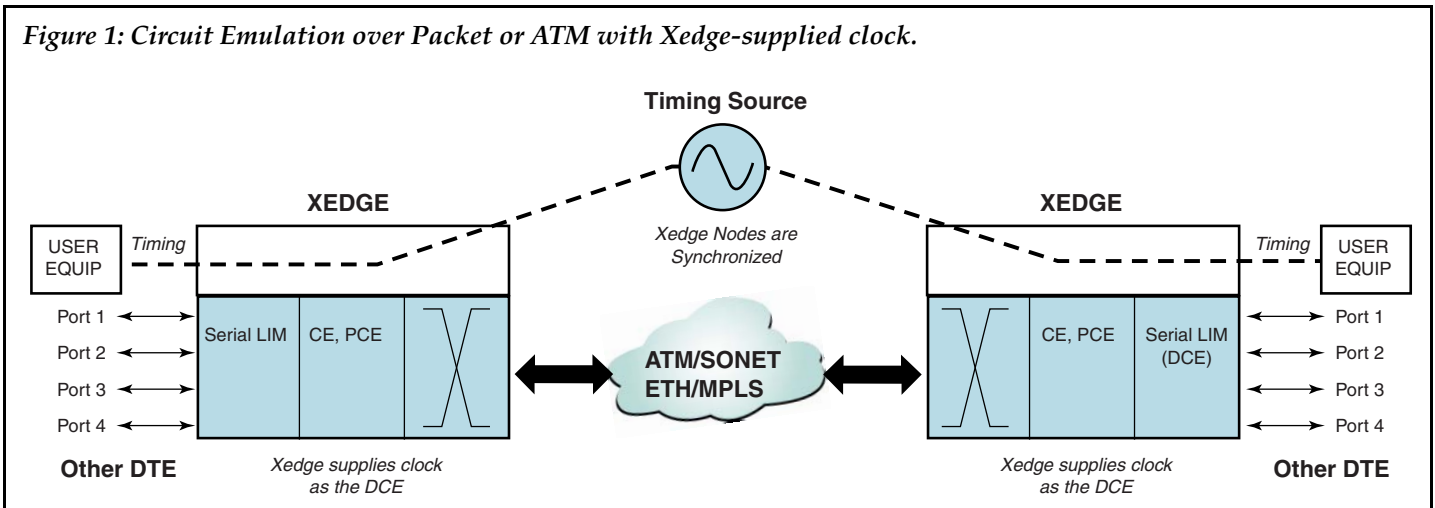 Figure 1: Circuit Emulation over Packet or ATM with Xedge-supplied clock.
Timing Source
XEDGE
XEDGE
USER
EQUIP
Timing
Xedge Nodes are
Synchronized
Timing
USER
EQUIP
Port 1
Port 2
Port 3
Port 4
Serial LIM
CE, PCE
ATM/SONET
ETH/MPLS
CE, PCE
Serial LIM
(DCE)
Port 1
Port 2
Port 3
Port 4
Other DTE
Xedge supplies clock
as the DCE
Xedge supplies clock
as the DCE
Other DTE